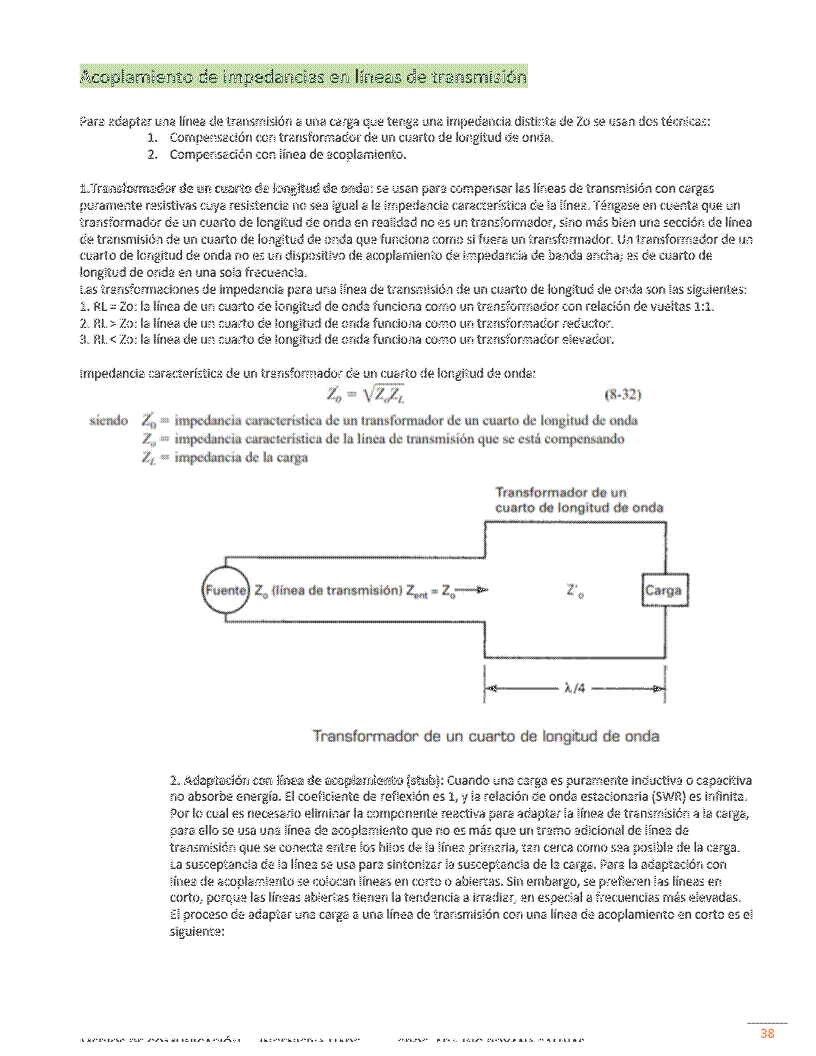 Acoplamiento de impedancias en líneas de transmisión
Para adaptar una línea de transmisión a una carga que tenga una impedancia distinta de Zo se usan dos técnicas:
1. Compensación con transformador de un cuarto de longitud de onda.
2. Compensación con línea de acoplamiento.
1.Transformador de un cuarto de longitud de onda: se usan para compensar las líneas de transmisión con cargas
puramente resistivas cuya resistencia no sea igual a la impedancia característica de la línea. Téngase en cuenta que un
transformador de un cuarto de longitud de onda en realidad no es un transformador, sino más bien una sección de línea
de transmisión de un cuarto de longitud de onda que funciona como si fuera un transformador. Un transformador de un
cuarto de longitud de onda no es un dispositivo de acoplamiento de impedancia de banda ancha; es de cuarto de
longitud de onda en una sola frecuencia.
Las transformaciones de impedancia para una línea de transmisión de un cuarto de longitud de onda son las siguientes:
1. RL = Zo: la línea de un cuarto de longitud de onda funciona como un transformador con relación de vueltas 1:1.
2. RL > Zo: la línea de un cuarto de longitud de onda funciona como un transformador reductor.
3. RL < Zo: la línea de un cuarto de longitud de onda funciona como un transformador elevador.
Impedancia característica de un transformador de un cuarto de longitud de onda:
Z'₀ = √ZₒZ_L (8-32)
siendo Z'₀ = impedancia característica de un transformador de un cuarto de longitud de onda
Zₒ = impedancia característica de la línea de transmisión que se está compensando
Z_L = impedancia de la carga
Transformador de un
cuarto de longitud de onda
Fuente Zₒ (línea de transmisión) Z_ent = Zₒ Z'ₒ Carga
λ/4
Transformador de un cuarto de longitud de onda
2. Adaptación con línea de acoplamiento (stub): Cuando una carga es puramente inductiva o capacitiva
no absorbe energía. El coeficiente de reflexión es 1, y la relación de onda estacionaria (SWR) es infinita.
Por lo cual es necesario eliminar la componente reactiva para adaptar la línea de transmisión a la carga,
para ello se usa una línea de acoplamiento que no es más que un tramo adicional de línea de
transmisión que se conecta entre los hilos de la línea primaria, tan cerca como sea posible de la carga.
La susceptancia de la línea se usa para sintonizar la susceptancia de la carga. Para la adaptación con
línea de acoplamiento se colocan líneas en corto o abiertas. Sin embargo, se prefieren las líneas en
corto, porque las líneas abiertas tienen la tendencia a irradiar, en especial a frecuencias más elevadas.
El proceso de adaptar una carga a una línea de transmisión con una línea de acoplamiento en corto es el
siguiente:
38